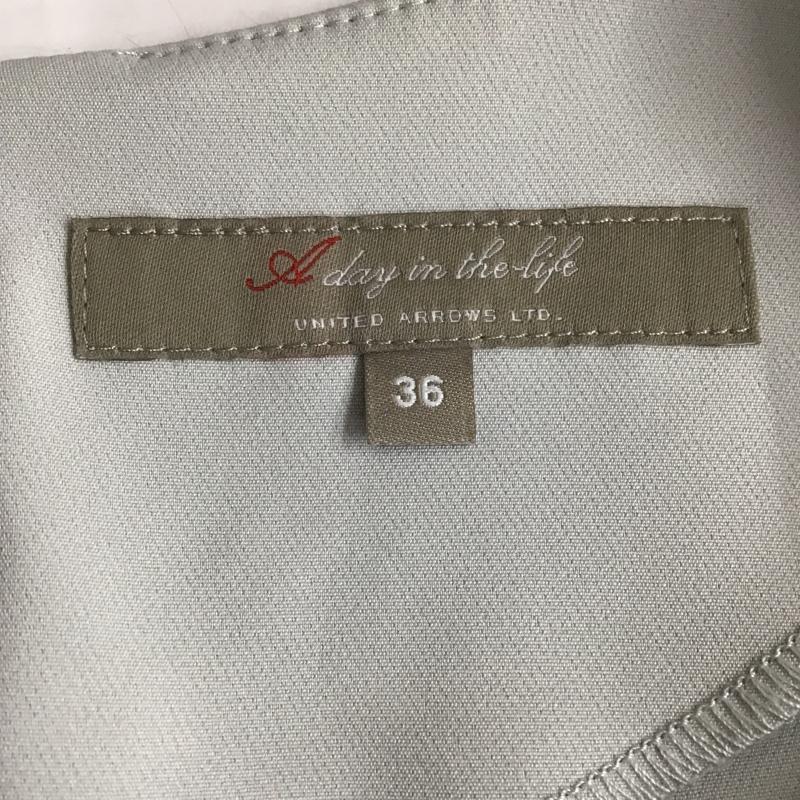 A day in the life
UNITED ARROWS LTD.
36